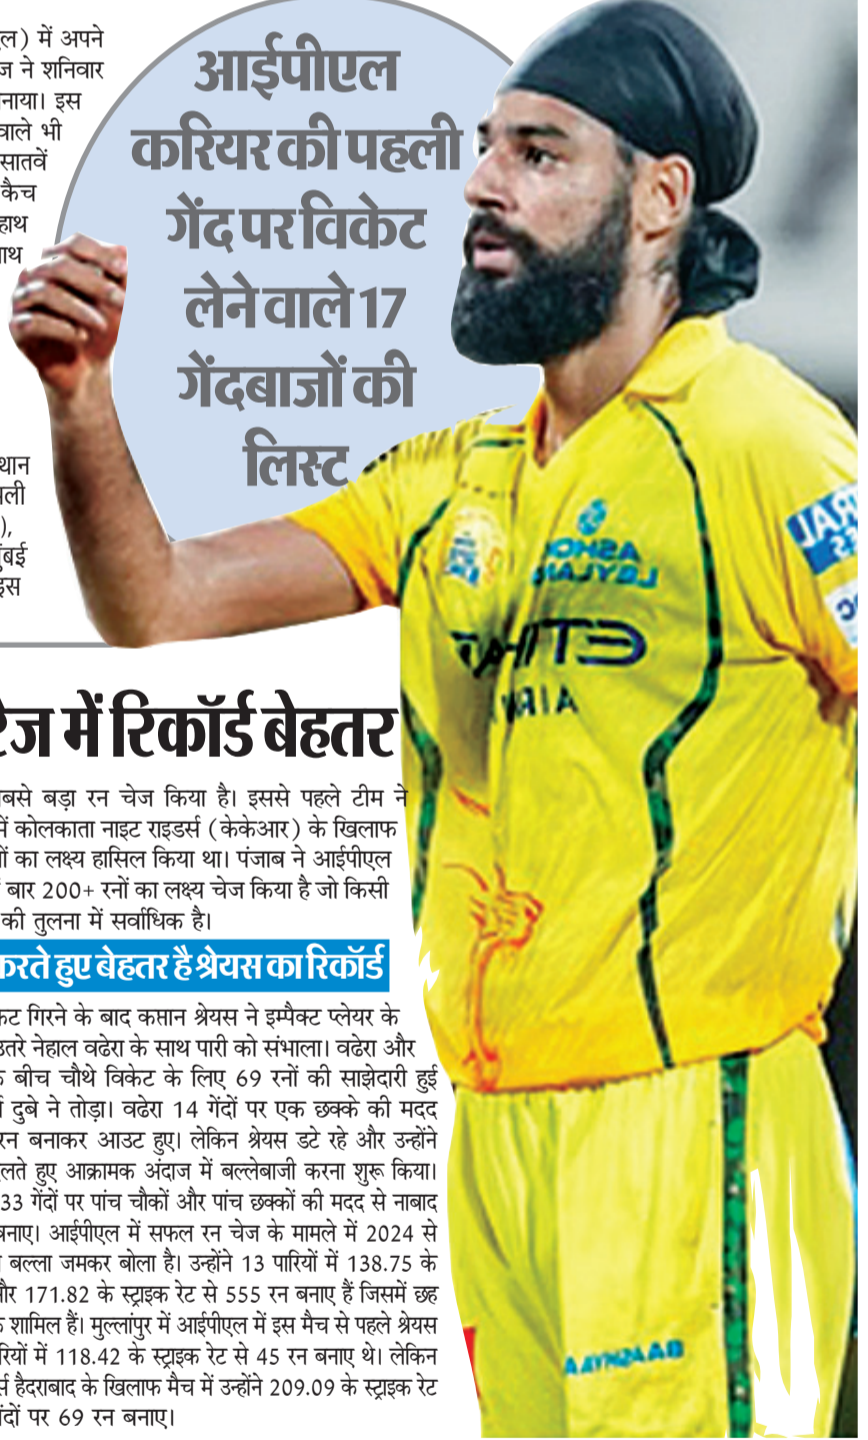 ल) में अपने
ज ने शनिवार
नाया। इस
वाले भी
सातवें
कैच
हाथ
ाथ
आईपीएल
करियर की पहली
गेंद पर विकेट
लेने वाले 17
गेंदबाजों की
लिस्ट
थान
ली
),
ुंबई
इस
ASHOK
LEYLAND
ETIHAD
ेज में रिकॉर्ड बेहतर
बसे बड़ा रन चेज किया है। इससे पहले टीम ने
में कोलकाता नाइट राइडर्स (केकेआर) के खिलाफ
ों का लक्ष्य हासिल किया था। पंजाब ने आईपीएल
बार 200+ रनों का लक्ष्य चेज किया है जो किसी
की तुलना में सर्वाधिक है।
करते हुए बेहतर है श्रेयस का रिकॉर्ड
केट गिरने के बाद कप्तान श्रेयस ने इम्पैक्ट प्लेयर के
उतरे नेहाल वढेरा के साथ पारी को संभाला। वढेरा और
के बीच चौथे विकेट के लिए 69 रनों की साझेदारी हुई
दुबे ने तोड़ा। वढेरा 14 गेंदों पर एक छक्के की मदद
रन बनाकर आउट हुए। लेकिन श्रेयस डटे रहे और उन्होंने
लते हुए आक्रामक अंदाज में बल्लेबाजी करना शुरू किया।
33 गेंदों पर पांच चौकों और पांच छक्कों की मदद से नाबाद
बनाए। आईपीएल में सफल रन चेज के मामले में 2024 से
बल्ला जमकर बोला है। उन्होंने 13 पारियों में 138.75 के
और 171.82 के स्ट्राइक रेट से 555 रन बनाए हैं जिसमें छह
क शामिल हैं। मुल्लांपुर में आईपीएल में इस मैच से पहले श्रेयस
रियों में 118.42 के स्ट्राइक रेट से 45 रन बनाए थे। लेकिन
र्स हैदराबाद के खिलाफ मैच में उन्होंने 209.09 के स्ट्राइक रेट
ेंदों पर 69 रन बनाए।